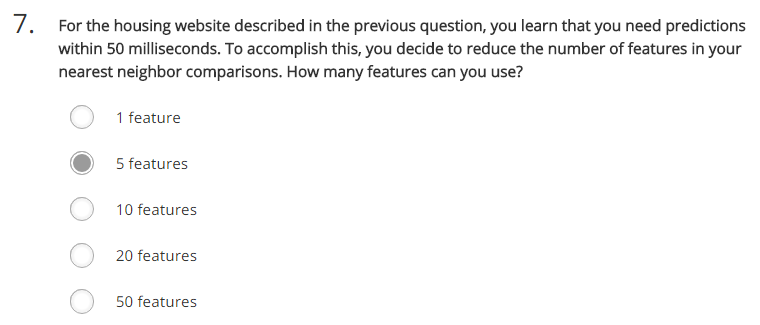 7. For the housing website described in the previous question, you learn that you need predictions
within 50 milliseconds. To accomplish this, you decide to reduce the number of features in your
nearest neighbor comparisons. How many features can you use?
1 feature
5 features
10 features
20 features
50 features